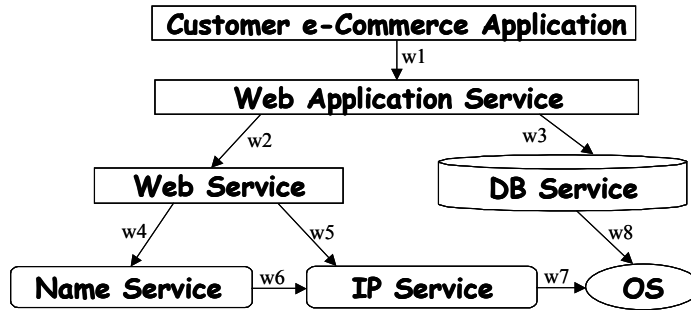 Customer e-Commerce Application
w1
Web Application Service
w2
w3
Web Service
DB Service
w4
w5
w8
Name Service
w6
IP Service
w7
OS